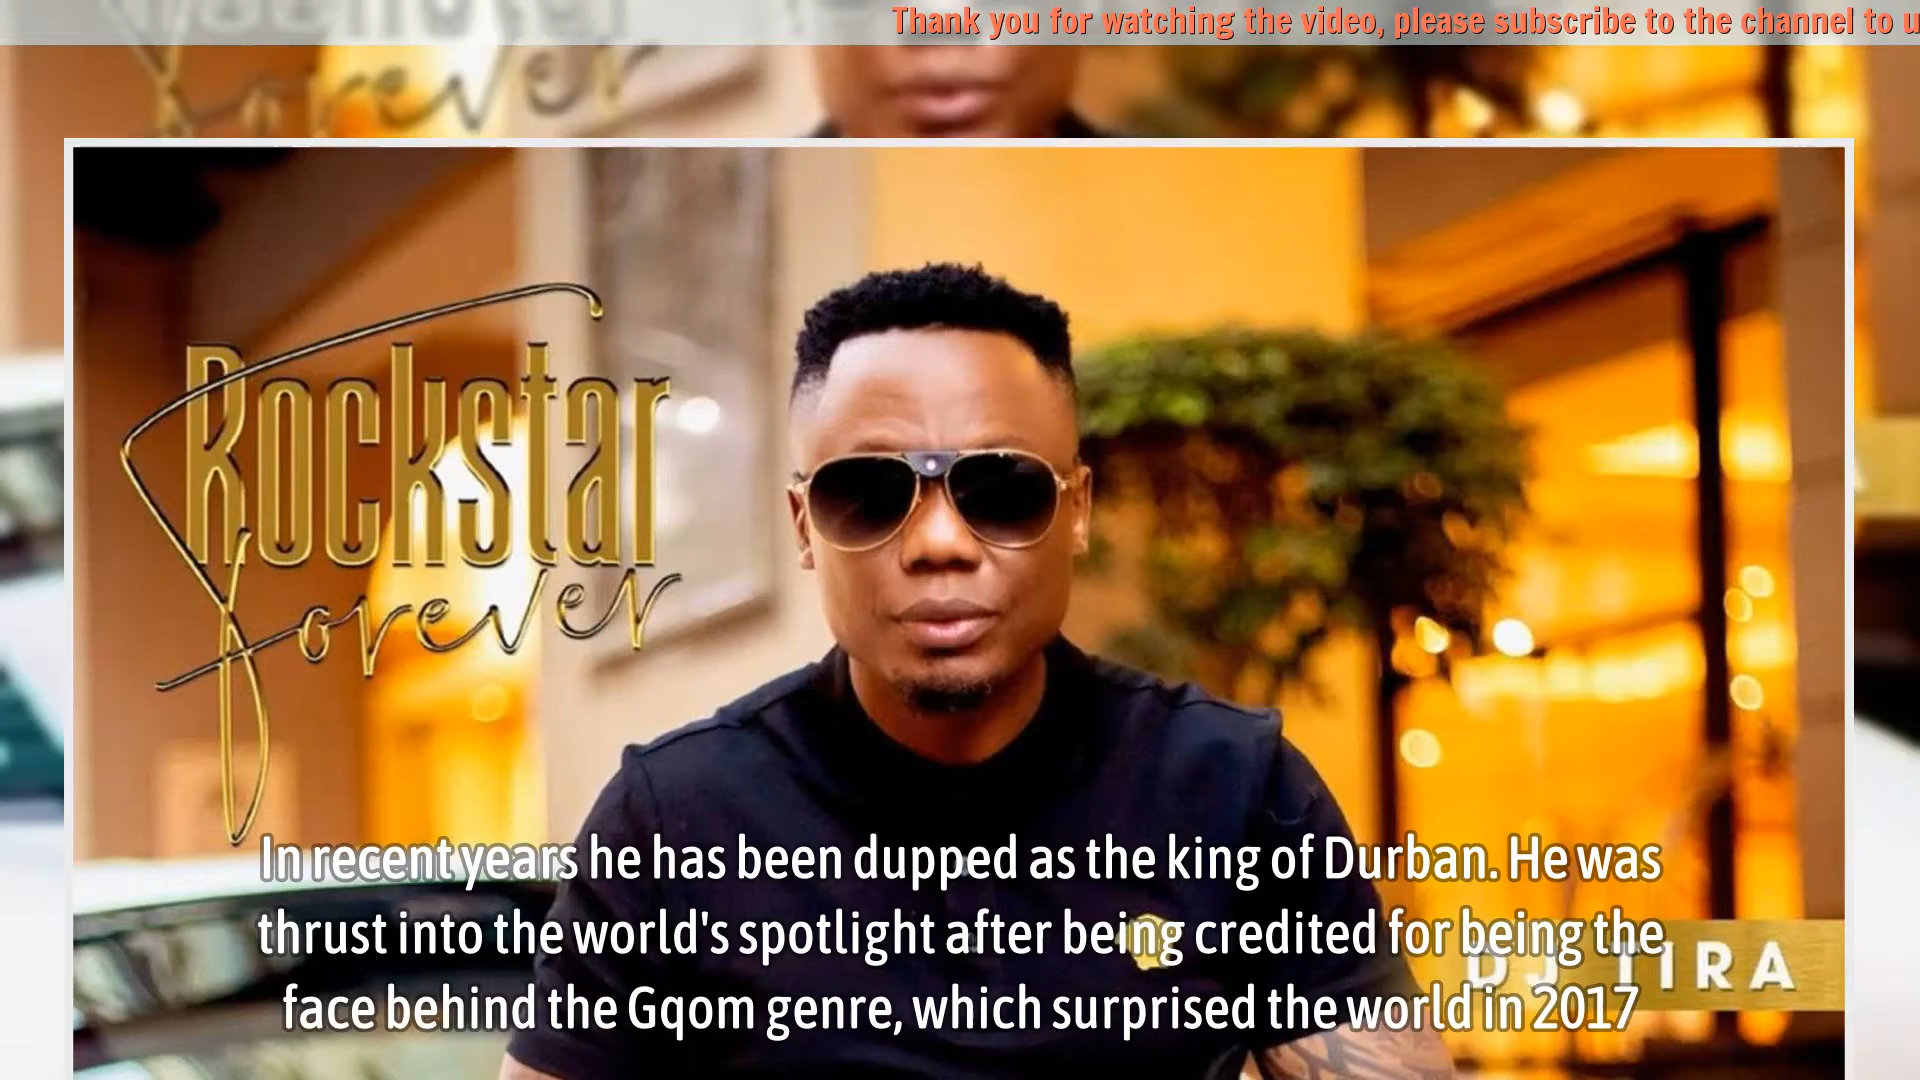 Thank you for watching the video, please subscribe to the channel to u
forever
Rockstar
forever
In recent years he has been dupped as the king of Durban. He was
thrust into the world's spotlight after being credited for being the
DJ TIRA
face behind the Gqom genre, which surprised the world in 2017